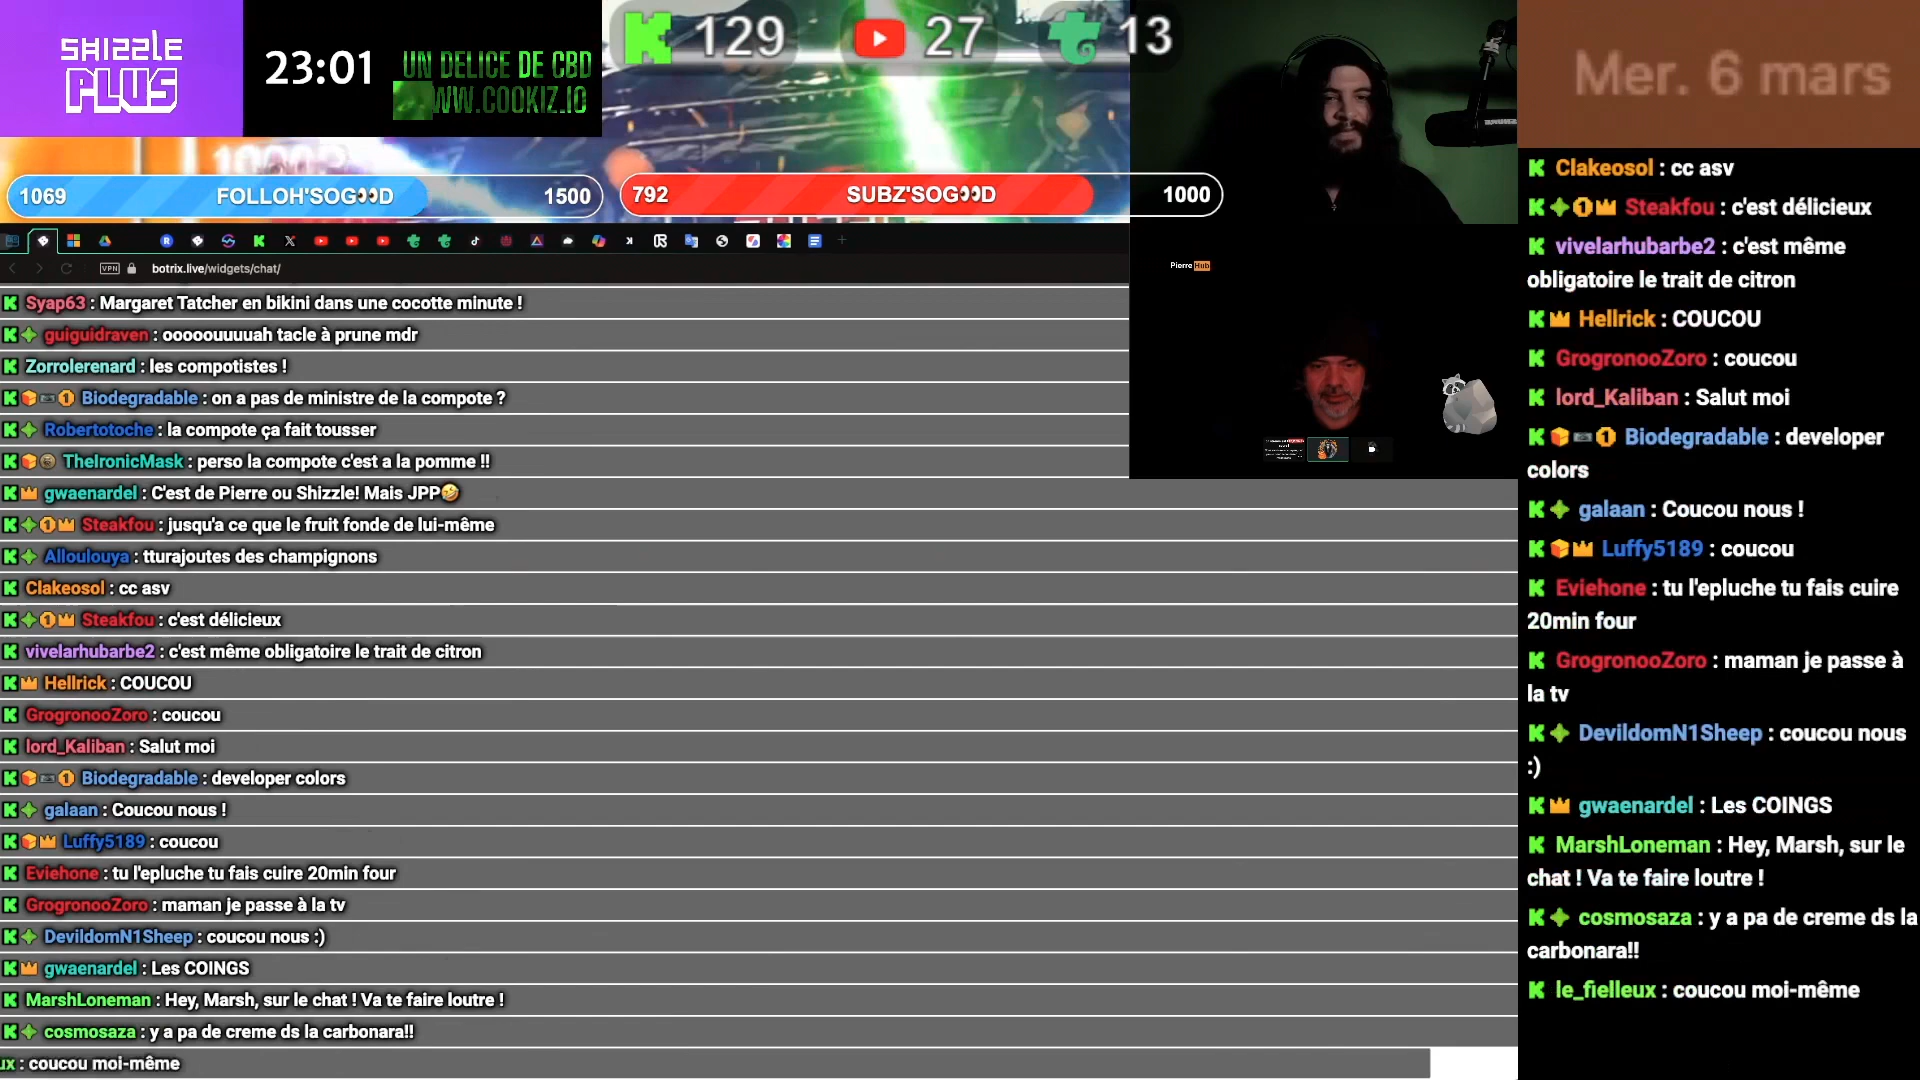 SHIZZLE
PLUS
23:01
UN DELICE DE CBD
WW.COOKIZ.IO
129
27
13
Mer. 6 mars
1069 FOLLOH'SOG👀D 1500
792 SUBZ'SOG👀D 1000
VPN botrix.live/widgets/chat/
Pierre Hub
Syap63 : Margaret Tatcher en bikini dans une cocotte minute !
guiguidraven : ooooouuuuah tacle à prune mdr
Zorrolerenard : les compotistes !
Biodegradable : on a pas de ministre de la compote ?
Robertotoche : la compote ça fait tousser
TheIronicMask : perso la compote c'est a la pomme !!
gwaenardel : C'est de Pierre ou Shizzle! Mais JPP🤣
Steakfou : jusqu'a ce que le fruit fonde de lui-même
Alloulouya : tturajoutes des champignons
Clakeosol : cc asv
Steakfou : c'est délicieux
vivelarhubarbe2 : c'est même obligatoire le trait de citron
Hellrick : COUCOU
GrogronooZoro : coucou
lord_Kaliban : Salut moi
Biodegradable : developer colors
galaan : Coucou nous !
Luffy5189 : coucou
Eviehone : tu l'epluche tu fais cuire 20min four
GrogronooZoro : maman je passe à la tv
DevildomN1Sheep : coucou nous :)
gwaenardel : Les COINGS
MarshLoneman : Hey, Marsh, sur le chat ! Va te faire loutre !
cosmosaza : y a pa de creme ds la carbonara!!
ux : coucou moi-même
Clakeosol : cc asv
Steakfou : c'est délicieux
vivelarhubarbe2 : c'est même
obligatoire le trait de citron
Hellrick : COUCOU
GrogronooZoro : coucou
lord_Kaliban : Salut moi
Biodegradable : developer
colors
galaan : Coucou nous !
Luffy5189 : coucou
Eviehone : tu l'epluche tu fais cuire
20min four
GrogronooZoro : maman je passe à
la tv
DevildomN1Sheep : coucou nous
:)
gwaenardel : Les COINGS
MarshLoneman : Hey, Marsh, sur le
chat ! Va te faire loutre !
cosmosaza : y a pa de creme ds la
carbonara!!
le_fielleux : coucou moi-même